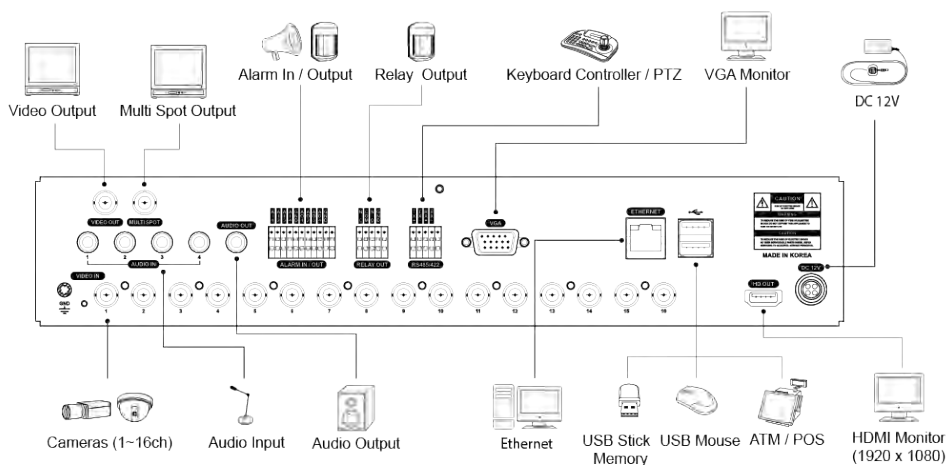 Video Output
Multi Spot Output
Alarm In / Output
Relay Output
Keyboard Controller / PTZ
VGA Monitor
DC 12V
VIDEO OUT
MULTI SPOT
AUDIO OUT
1 2 3 4
AUDIO IN
ALARM IN / OUT
RELAY OUT
RS485/422
VGA
ETHERNET
CAUTION
MADE IN KOREA
DC 12V
HD OUT
VIDEO IN
GND
1 2 3 4 5 6 7 8 9 10 11 12 13 14 15 16
Cameras (1~16ch)
Audio Input
Audio Output
Ethernet
USB Stick
Memory
USB Mouse
ATM / POS
HDMI Monitor
(1920 x 1080)